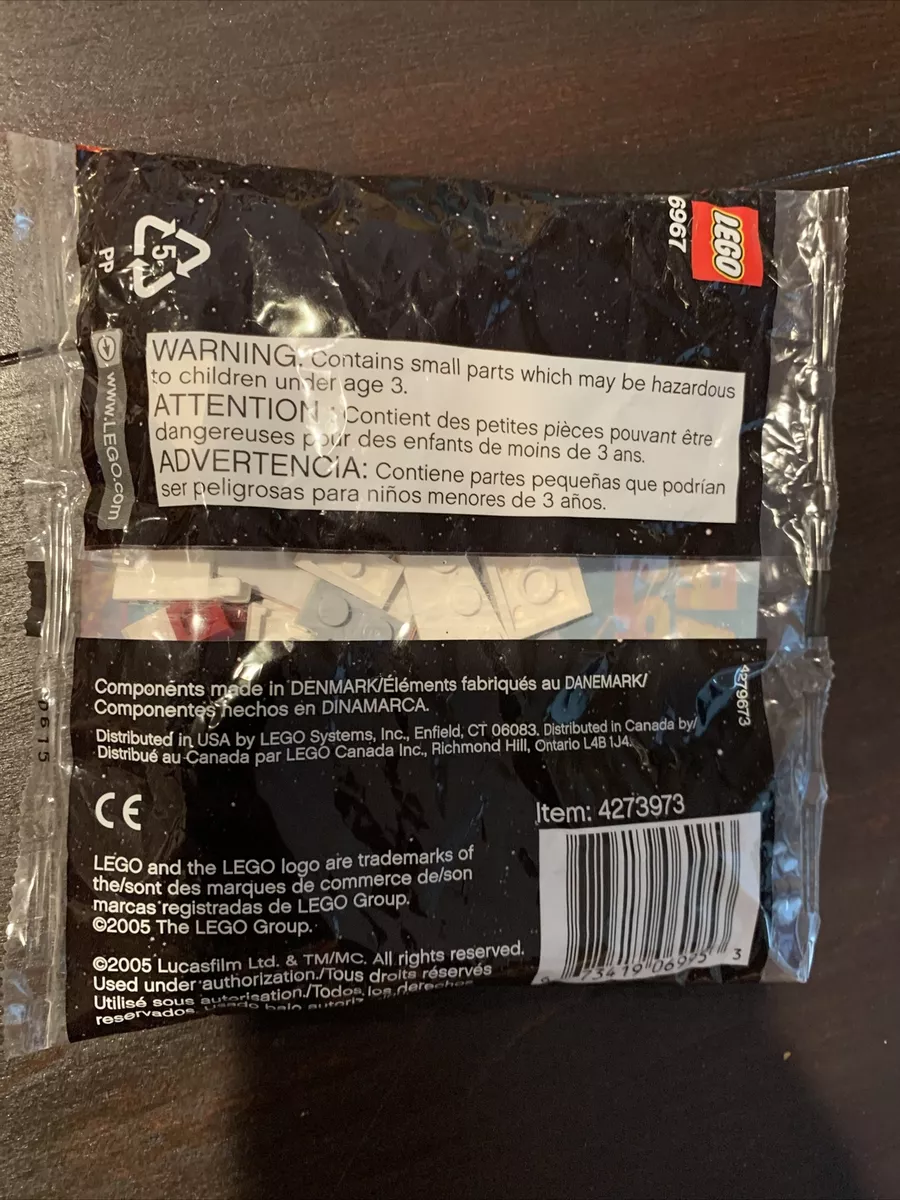 LEGO
6967
5
PP
WWW.LEGO.com
WARNING: Contains small parts which may be hazardous
to children under age 3.
ATTENTION : Contient des petites pièces pouvant être
dangereuses pour des enfants de moins de 3 ans.
ADVERTENCiA: Contiene partes pequeñas que podrían
ser peligrosas para niños menores de 3 años.
Components made in DENMARK/Éléments fabriqués au DANEMARK/
Componentes hechos en DINAMARCA.
4279673
Distributed in USA by LEGO Systems, Inc., Enfield, CT 06083. Distributed in Canada by/
Distribué au Canada par LEGO Canada Inc., Richmond Hill, Ontario L4B 1J4.
CE
Item: 4273973
LEGO and the LEGO logo are trademarks of
the/sont des marques de commerce de/son
marcas registradas de LEGO Group.
©2005 The LEGO Group.
©2005 Lucasfilm Ltd. & TM/MC. All rights reserved.
Used under authorization./Tous droits réservés
Utilisé sous autorisation./Todos los derechos
reservados. usado bajo
73419 3